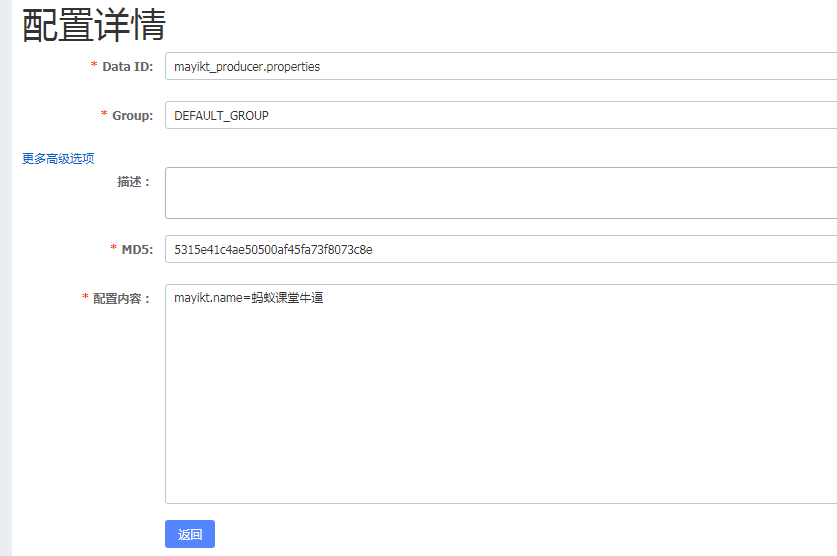 配置详情
* Data ID: mayikt_producer.properties
* Group: DEFAULT_GROUP
更多高级选项
描述：
* MD5: 5315e41c4ae50500af45fa73f8073c8e
* 配置内容： mayikt.name=蚂蚁课堂牛逼
返回